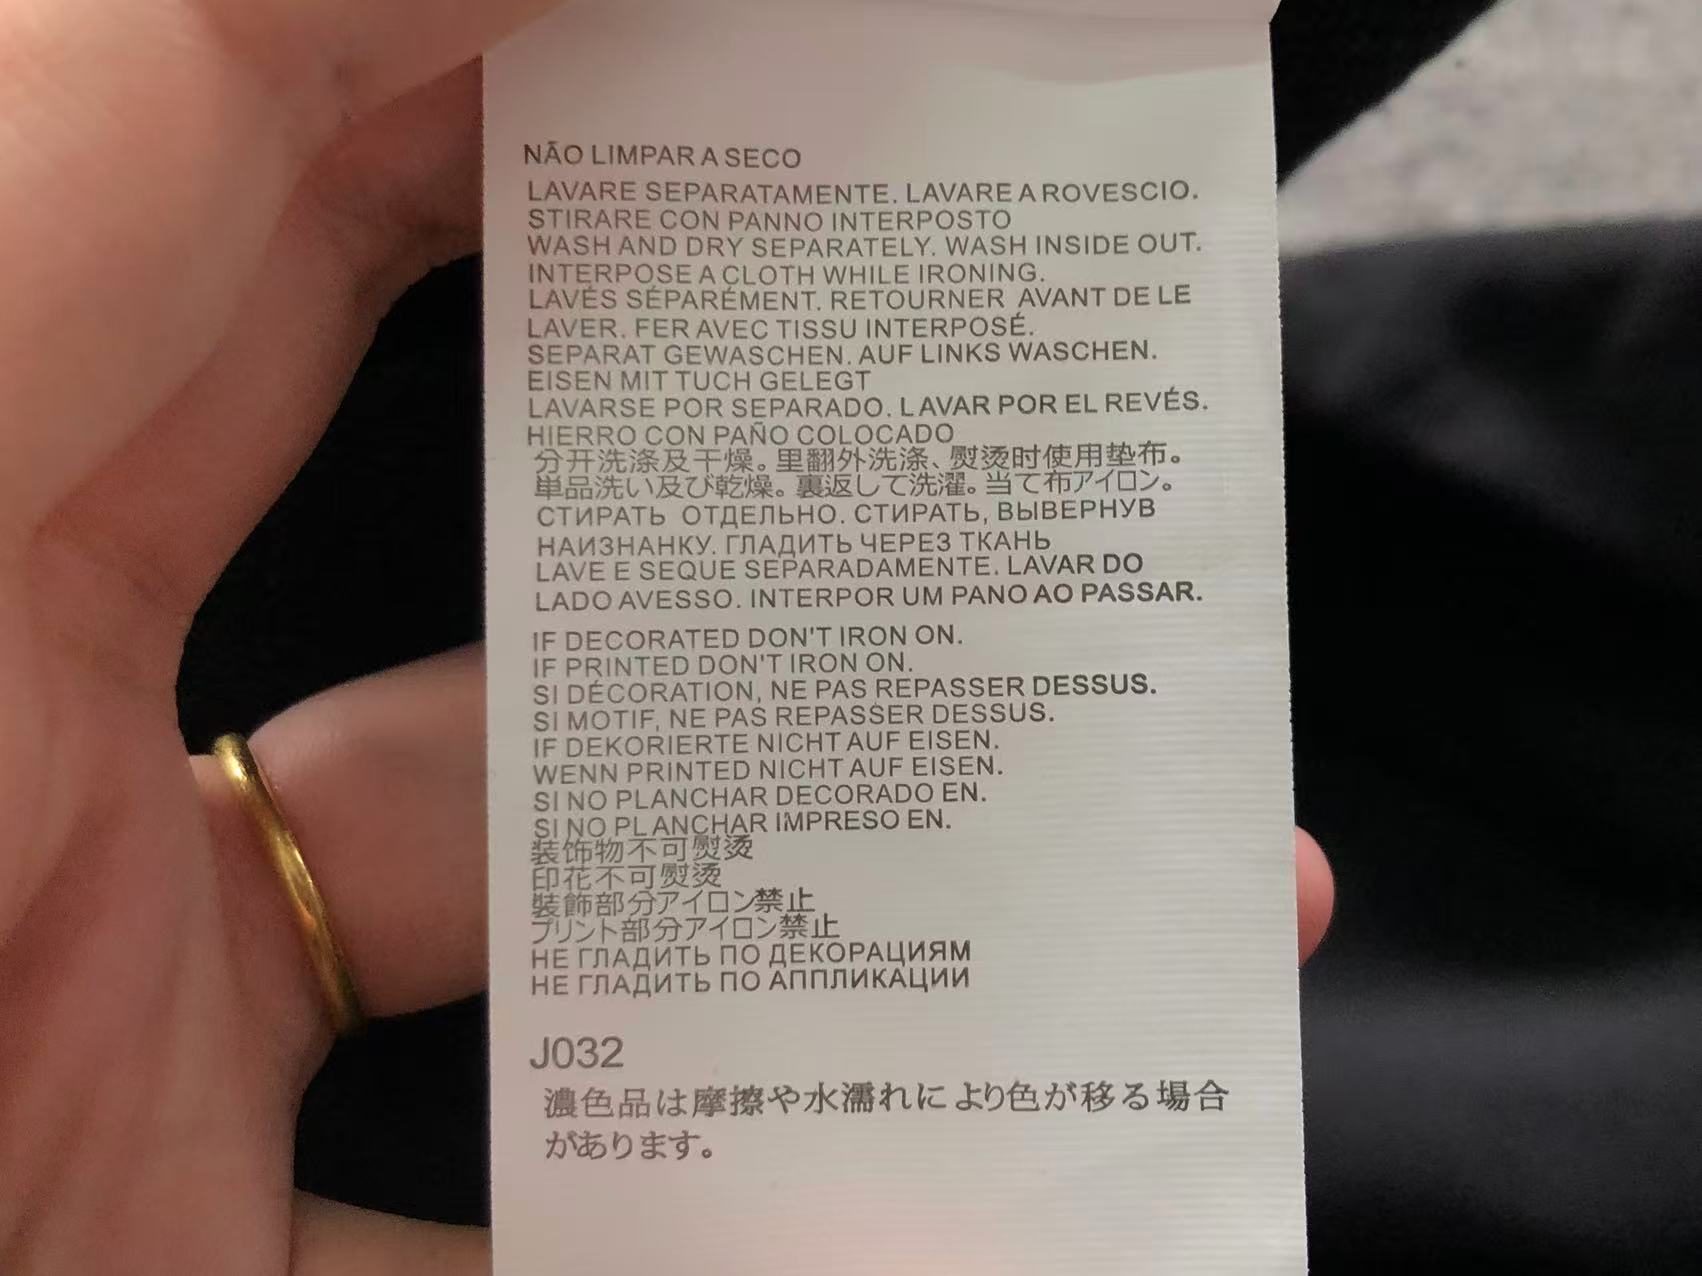 NÃO LIMPAR A SECO
LAVARE SEPARATAMENTE. LAVARE A ROVESCIO.
STIRARE CON PANNO INTERPOSTO
WASH AND DRY SEPARATELY. WASH INSIDE OUT.
INTERPOSE A CLOTH WHILE IRONING.
LAVÉS SÉPARÉMENT. RETOURNER AVANT DE LE
LAVER. FER AVEC TISSU INTERPOSÉ.
SEPARAT GEWASCHEN. AUF LINKS WASCHEN.
EISEN MIT TUCH GELEGT
LAVARSE POR SEPARADO. LAVAR POR EL REVÉS.
HIERRO CON PAÑO COLOCADO
分开洗涤及干燥。里翻外洗涤、熨烫时使用垫布。
単品洗い及び乾燥。裏返して洗濯。当て布アイロン。
СТИРАТЬ ОТДЕЛЬНО. СТИРАТЬ, ВЫВЕРНУВ
НАИЗНАНКУ. ГЛАДИТЬ ЧЕРЕЗ ТКАНЬ
LAVE E SEQUE SEPARADAMENTE. LAVAR DO
LADO AVESSO. INTERPOR UM PANO AO PASSAR.
IF DECORATED DON'T IRON ON.
IF PRINTED DON'T IRON ON.
SI DÉCORATION, NE PAS REPASSER DESSUS.
SI MOTIF, NE PAS REPASSER DESSUS.
IF DEKORIERTE NICHT AUF EISEN.
WENN PRINTED NICHT AUF EISEN.
SI NO PLANCHAR DECORADO EN.
SI NO PLANCHAR IMPRESO EN.
装饰物不可熨烫
印花不可熨烫
装飾部分アイロン禁止
プリント部分アイロン禁止
НЕ ГЛАДИТЬ ПО ДЕКОРАЦИЯМ
НЕ ГЛАДИТЬ ПО АППЛИКАЦИИ
J032
濃色品は摩擦や水濡れにより色が移る場合
があります。